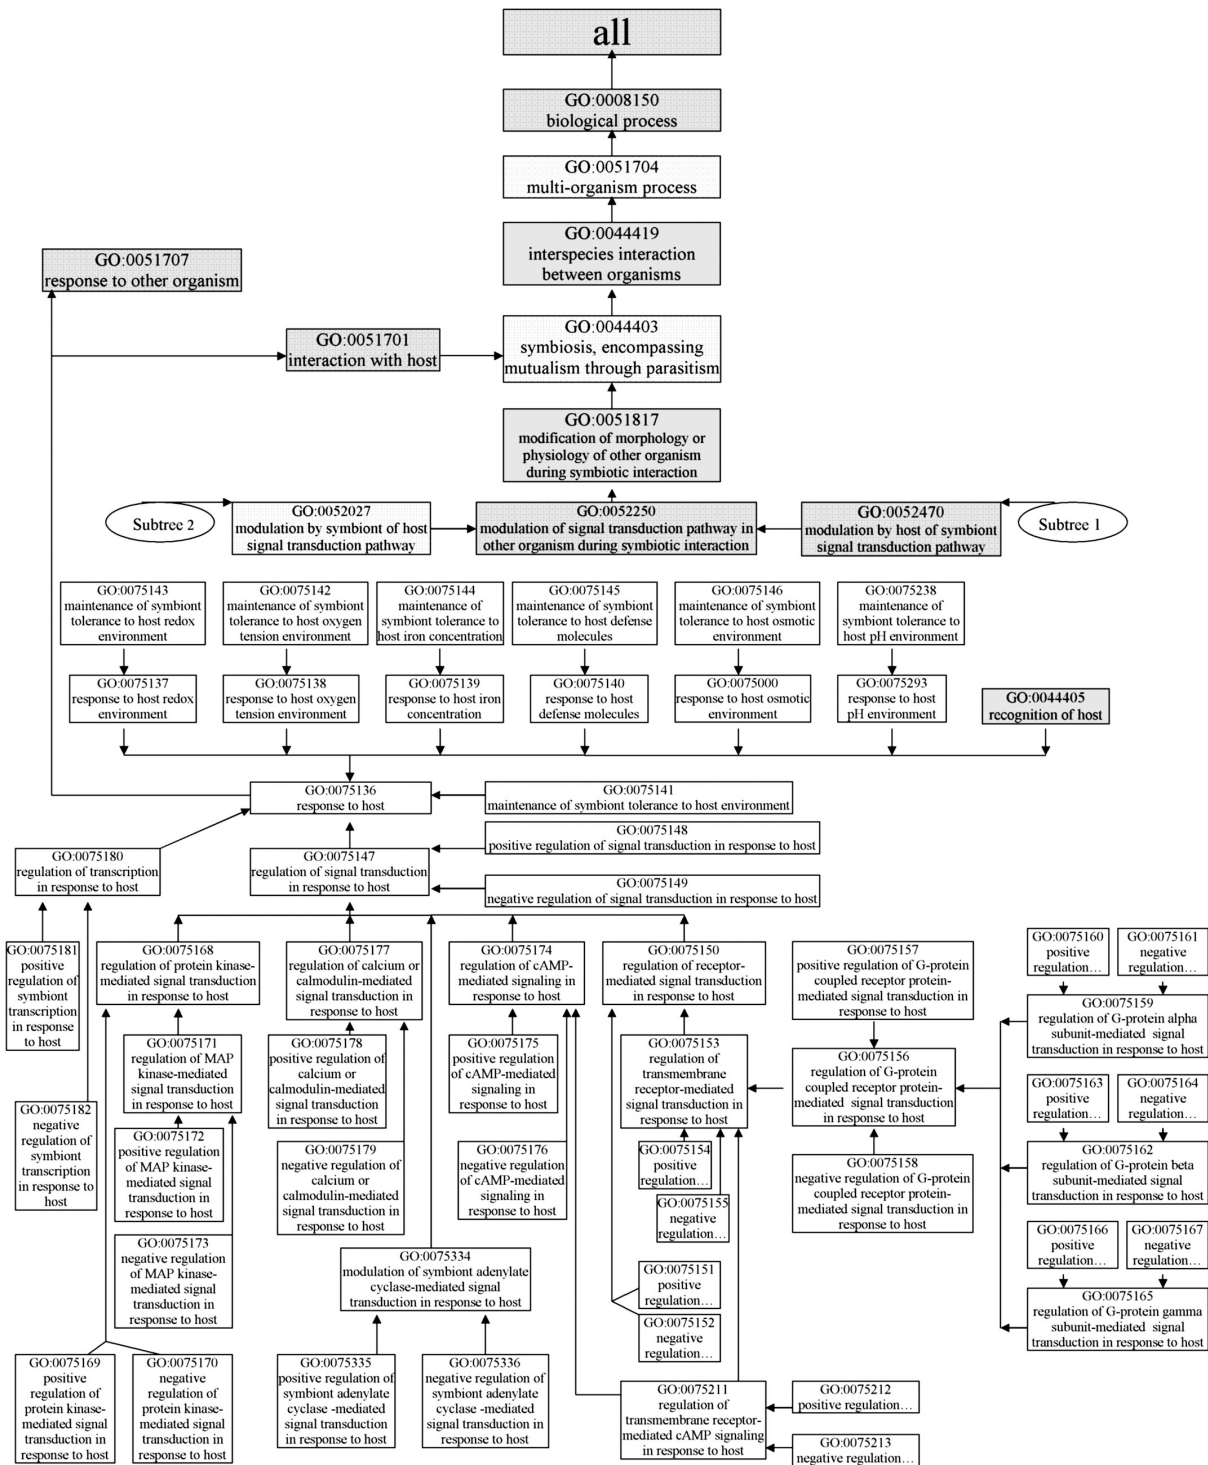 all
GO:0008150
biological process
GO:0051704
multi-organism process
GO:0044419
interspecies interaction
between organisms
GO:0051707
response to other organism
GO:0044403
symbiosis, encompassing
mutualism through parasitism
GO:0051701
interaction with host
GO:0051817
modification of morphology or
physiology of other organism
during symbiotic interaction
Subtree 2
GO:0052027
modulation by symbiont of host
signal transduction pathway
GO:0052250
modulation of signal transduction pathway in
other organism during symbiotic interaction
GO:0052470
modulation by host of symbiont
signal transduction pathway
Subtree 1
GO:0075143
maintenance of symbiont
tolerance to host redox
environment
GO:0075142
maintenance of symbiont
tolerance to host oxygen
tension environment
GO:0075144
maintenance of
symbiont tolerance to
host iron concentration
GO:0075145
maintenance of symbiont
tolerance to host defense
molecules
GO:0075146
maintenance of symbiont
tolerance to host osmotic
environment
GO:0075238
maintenance of
symbiont tolerance to
host pH environment
GO:0075137
response to host redox
environment
GO:0075138
response to host oxygen
tension environment
GO:0075139
response to host iron
concentration
GO:0075140
response to host
defense molecules
GO:0075000
response to host osmotic
environment
GO:0075293
response to host
pH environment
GO:0044405
recognition of host
GO:0075136
response to host
GO:0075141
maintenance of symbiont tolerance to host environment
GO:0075148
positive regulation of signal transduction in response to host
GO:0075180
regulation of transcription
in response to host
GO:0075147
regulation of signal transduction
in response to host
GO:0075149
negative regulation of signal transduction in response to host
GO:0075181
positive
regulation of
symbiont
transcription
in response
to host
GO:0075168
regulation of protein kinase-
mediated signal transduction
in response to host
GO:0075177
regulation of calcium or
calmodulin-mediated
signal transduction in
response to host
GO:0075174
regulation of cAMP-
mediated signaling in
response to host
GO:0075150
regulation of receptor-
mediated signal transduction
in response to host
GO:0075157
positive regulation of G-protein
coupled receptor protein-
mediated signal transduction in
response to host
GO:0075160
positive
regulation…
GO:0075161
negative
regulation…
GO:0075159
regulation of G-protein alpha
subunit-mediated signal
transduction in response to host
GO:0075171
regulation of MAP
kinase-mediated signal
transduction in
response to host
GO:0075178
positive regulation of
calcium or
calmodulin-mediated
signal transduction in
response to host
GO:0075175
positive regulation
of cAMP-mediated
signaling in
response to host
GO:0075153
regulation of
transmembrane
receptor-mediated
signal transduction in
response to host
GO:0075156
regulation of G-protein
coupled receptor protein-
mediated signal transduction
in response to host
GO:0075163
positive
regulation…
GO:0075164
negative
regulation…
GO:0075182
negative
regulation of
symbiont
transcription
in response to
host
GO:0075172
positive regulation
of MAP kinase-
mediated signal
transduction in
response to host
GO:0075179
negative regulation of
calcium or
calmodulin-mediated
signal transduction in
response to host
GO:0075176
negative regulation
of cAMP-mediated
signaling in
response to host
GO:0075154
positive
regulation…
GO:0075155
negative
regulation…
GO:0075158
negative regulation of G-protein
coupled receptor protein-
mediated signal transduction in
response to host
GO:0075162
regulation of G-protein beta
subunit-mediated signal
transduction in response to host
GO:0075166
positive
regulation…
GO:0075167
negative
regulation…
GO:0075173
negative regulation
of MAP kinase-
mediated signal
transduction in
response to host
GO:0075334
modulation of symbiont adenylate
cyclase-mediated signal
transduction in response to host
GO:0075151
positive
regulation…
GO:0075152
negative
regulation…
GO:0075165
regulation of G-protein gamma
subunit-mediated signal
transduction in response to host
GO:0075169
positive
regulation of
protein kinase-
mediated signal
transduction in
response to host
GO:0075170
negative
regulation of
protein kinase-
mediated signal
transduction in
response to host
GO:0075335
positive regulation of
symbiont adenylate
cyclase -mediated
signal transduction
in response to host
GO:0075336
negative regulation of
symbiont adenylate
cyclase -mediated
signal transduction
in response to host
GO:0075211
regulation of
transmembrane receptor-
mediated cAMP signaling
in response to host
GO:0075212
positive regulation…
GO:0075213
negative regulation…